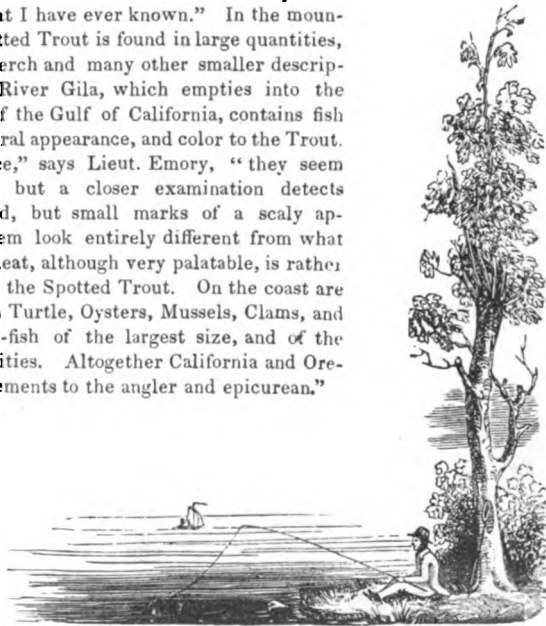 t I have ever known.” In the moun-
tted Trout is found in large quantities,
erch and many other smaller descrip-
River Gila, which empties into the
f the Gulf of California, contains fish
ral appearance, and color to the Trout.
e,” says Lieut. Emory, “ they seem
but a closer examination detects
d, but small marks of a scaly ap-
em look entirely different from what
eat, although very palatable, is rather
the Spotted Trout. On the coast are
Turtle, Oysters, Mussels, Clams, and
-fish of the largest size, and of the
ities. Altogether California and Ore-
ements to the angler and epicurean.”